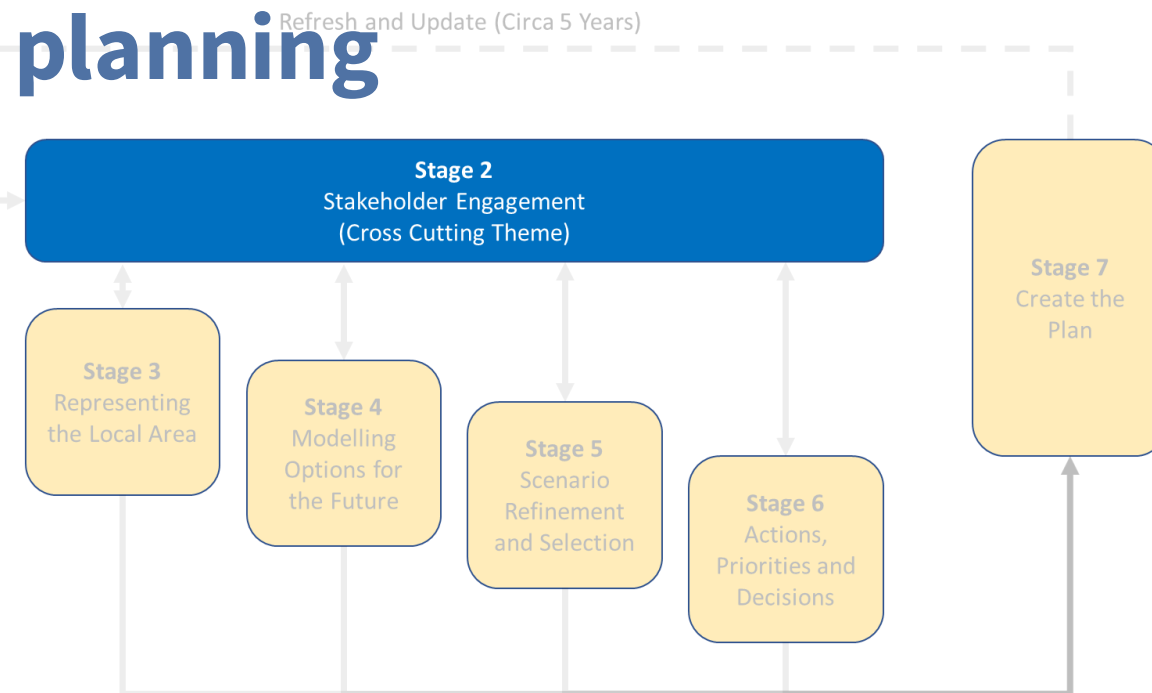 Refresh and Update (Circa 5 Years)
planning
Stage 2
Stakeholder Engagement
(Cross Cutting Theme)
Stage 3
Representing
the Local Area
Stage 4
Modelling
Options for
the Future
Stage 5
Scenario
Refinement
and Selection
Stage 6
Actions,
Priorities and
Decisions
Stage 7
Create the
Plan